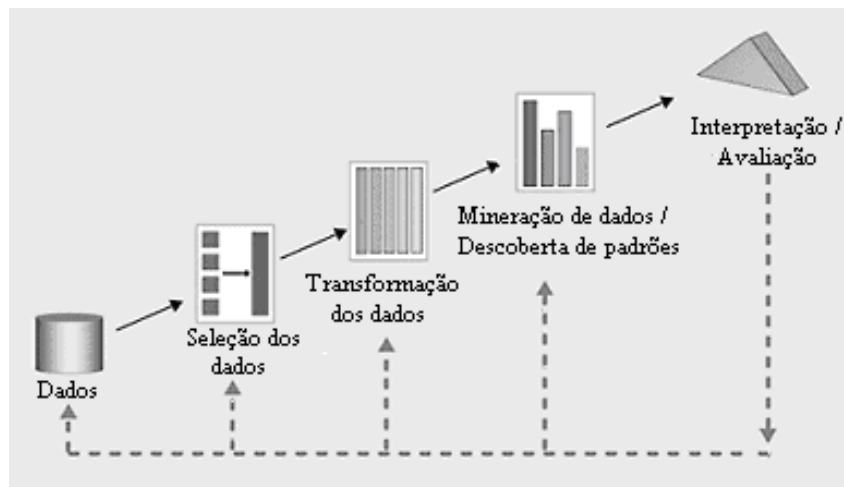 Dados
Seleção dos
dados
Transformação
dos dados
Mineração de dados /
Descoberta de padrões
Interpretação /
Avaliação